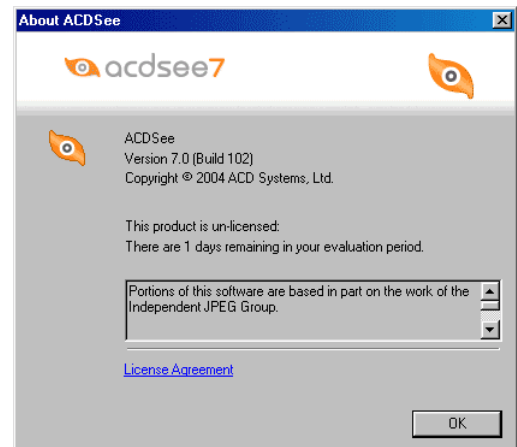 About ACDSee
acdsee7
ACDSee
Version 7.0 (Build 102)
Copyright © 2004 ACD Systems, Ltd.
This product is un-licensed:
There are 1 days remaining in your evaluation period.
Portions of this software are based in part on the work of the
Independent JPEG Group.
License Agreement
OK